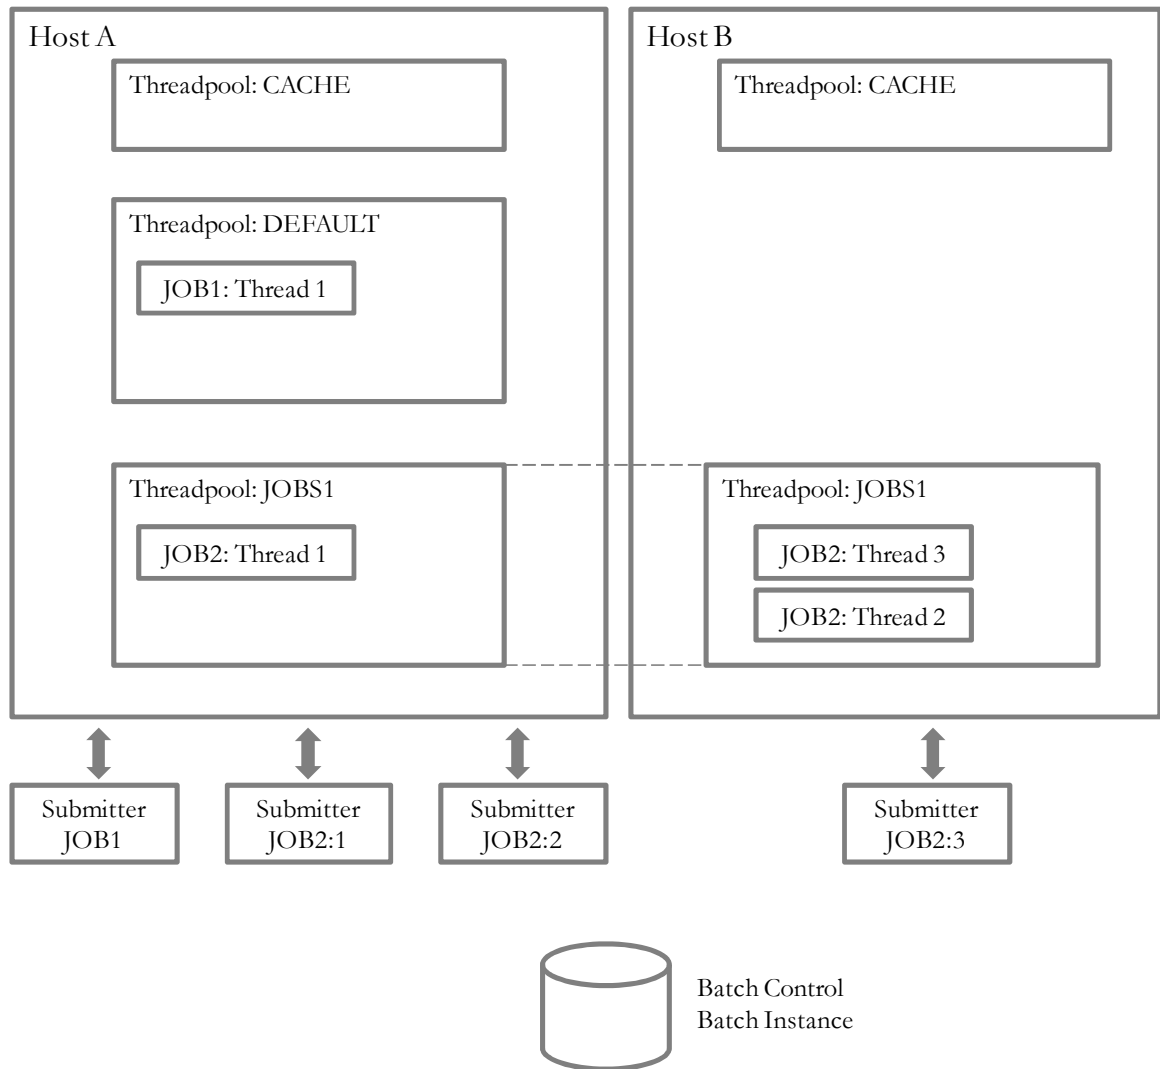 Host A
Threadpool: CACHE
Threadpool: DEFAULT
JOB1: Thread 1
Threadpool: JOBS1
JOB2: Thread 1
Host B
Threadpool: CACHE
Threadpool: JOBS1
JOB2: Thread 3
JOB2: Thread 2
Submitter
JOB1
Submitter
JOB2:1
Submitter
JOB2:2
Submitter
JOB2:3
Batch Control
Batch Instance